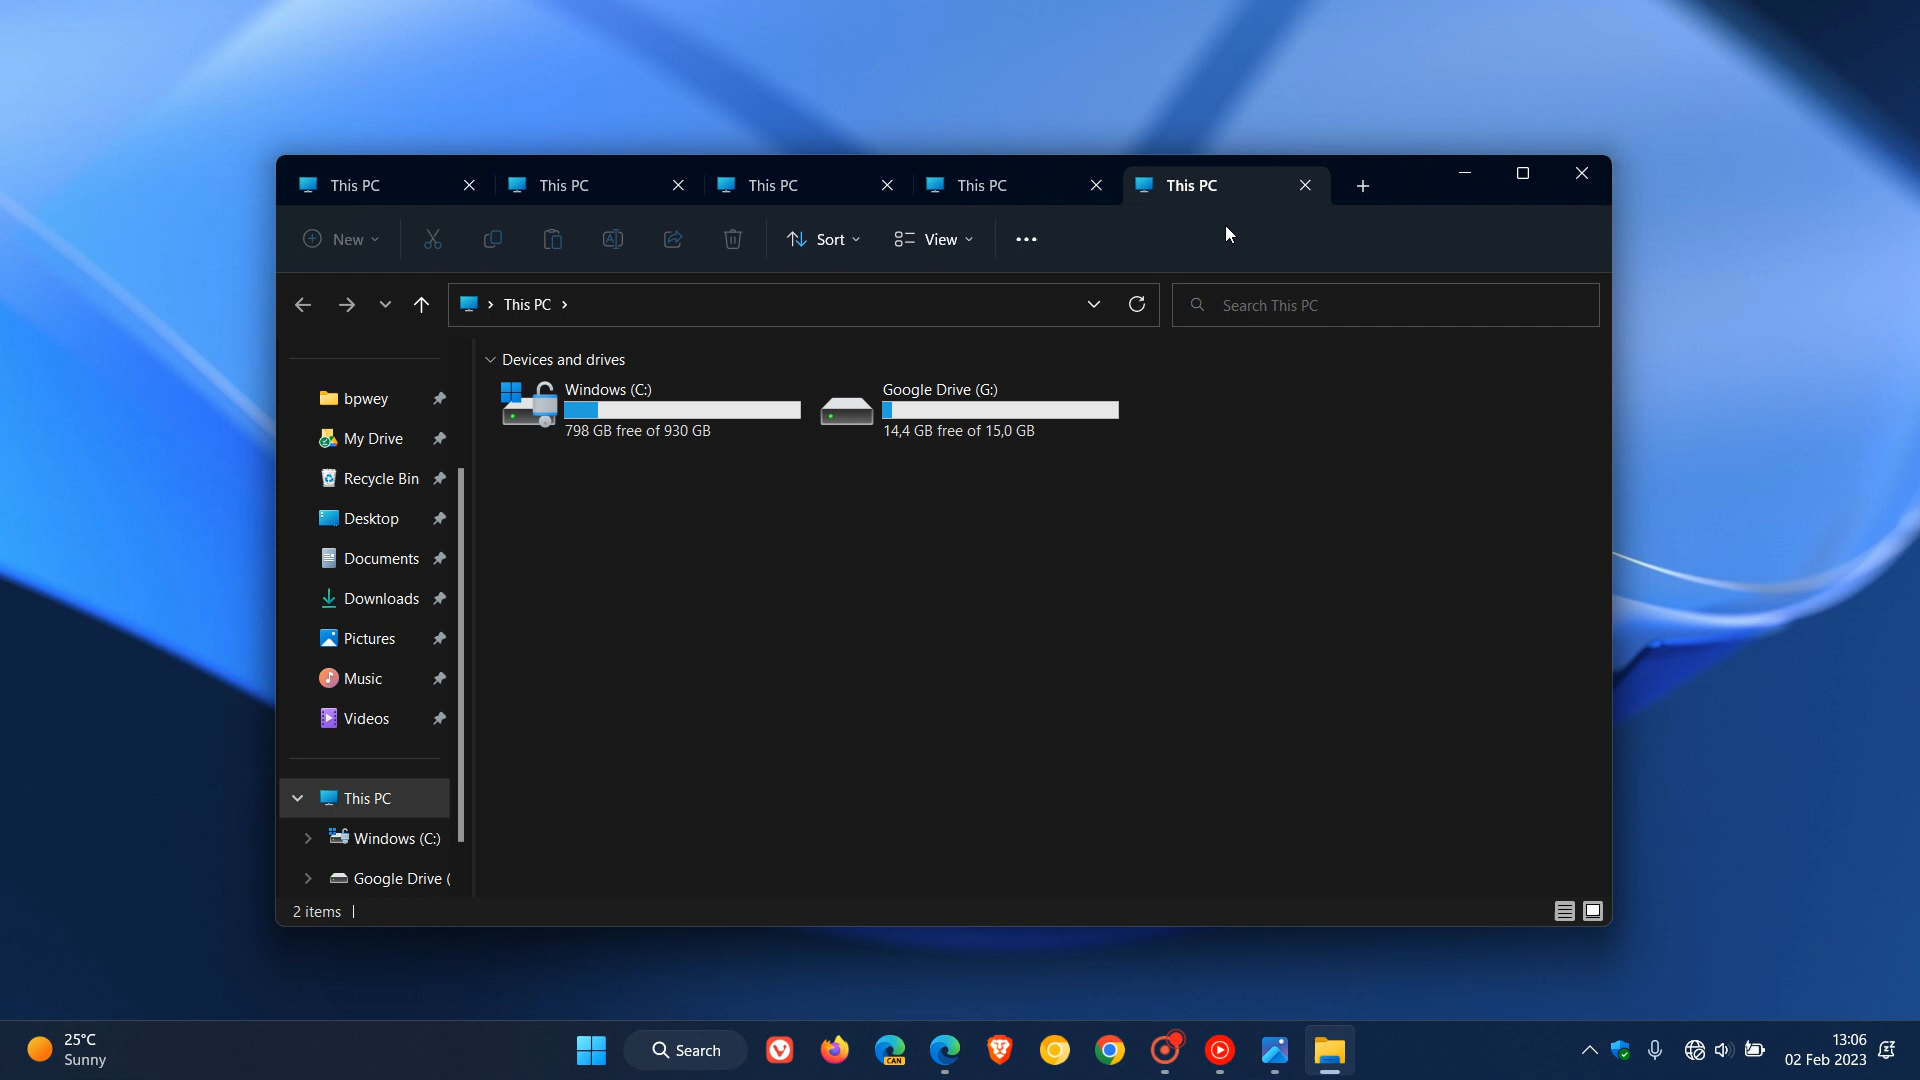 This PC
This PC
This PC
This PC
This PC
New
Sort
View
This PC
Search This PC
Devices and drives
Windows (C:)
798 GB free of 930 GB
Google Drive (G:)
14,4 GB free of 15,0 GB
bpwey
My Drive
Recycle Bin
Desktop
Documents
Downloads
Pictures
Music
Videos
This PC
Windows (C:)
Google Drive (
2 items
25°C
Sunny
Search
CAN
13:06
02 Feb 2023